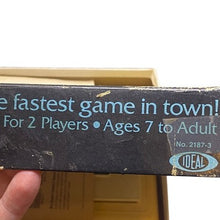 e fastest game in town!
For 2 Players • Ages 7 to Adult
No. 2187-3
IDEAL